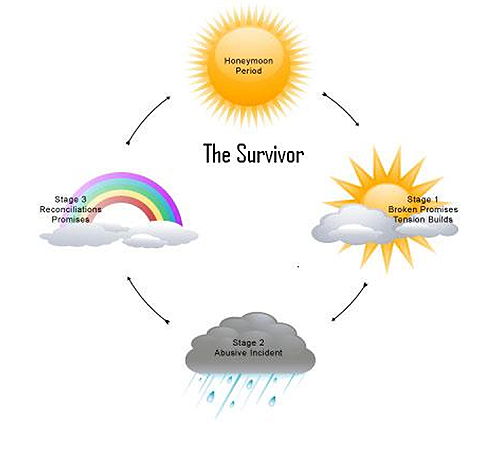 Honeymoon
Period
The Survivor
Stage 1
Broken Promises
Tension Builds
Stage 2
Abusive Incident
Stage 3
Reconciliations
Promises